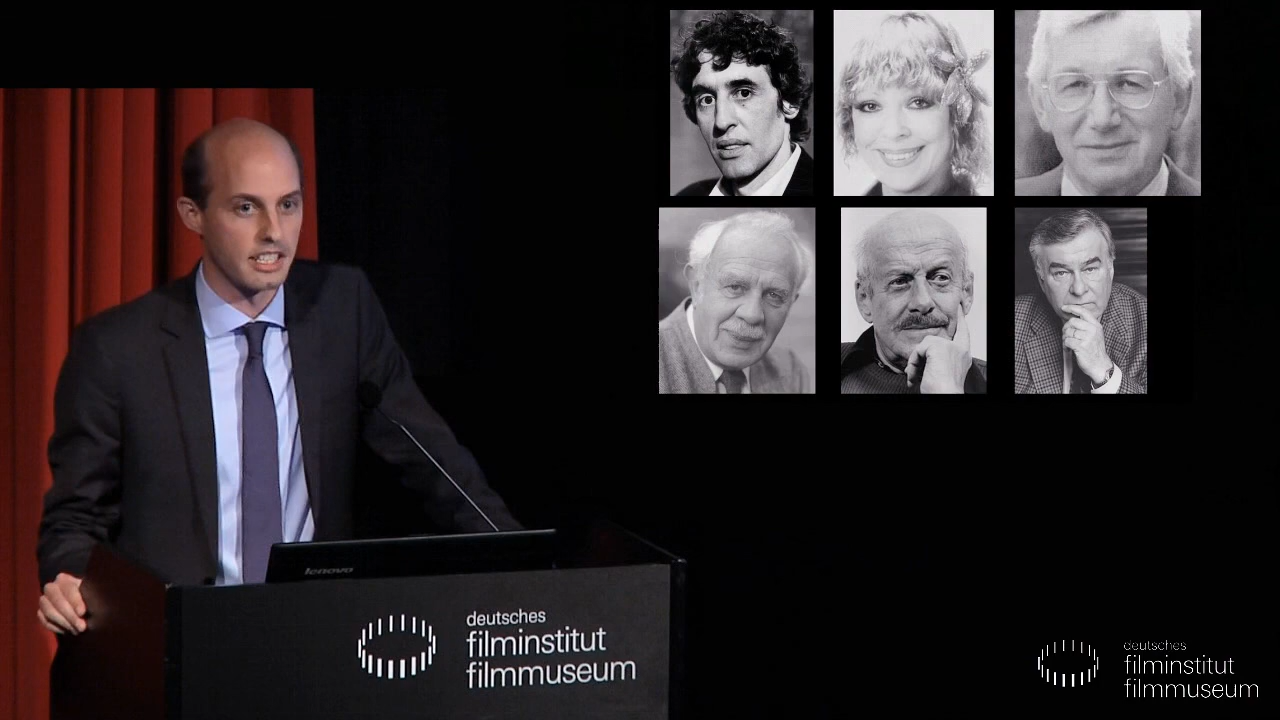 lenovo
deutsches
filminstitut
filmmuseum
deutsches
filminstitut
filmmuseum